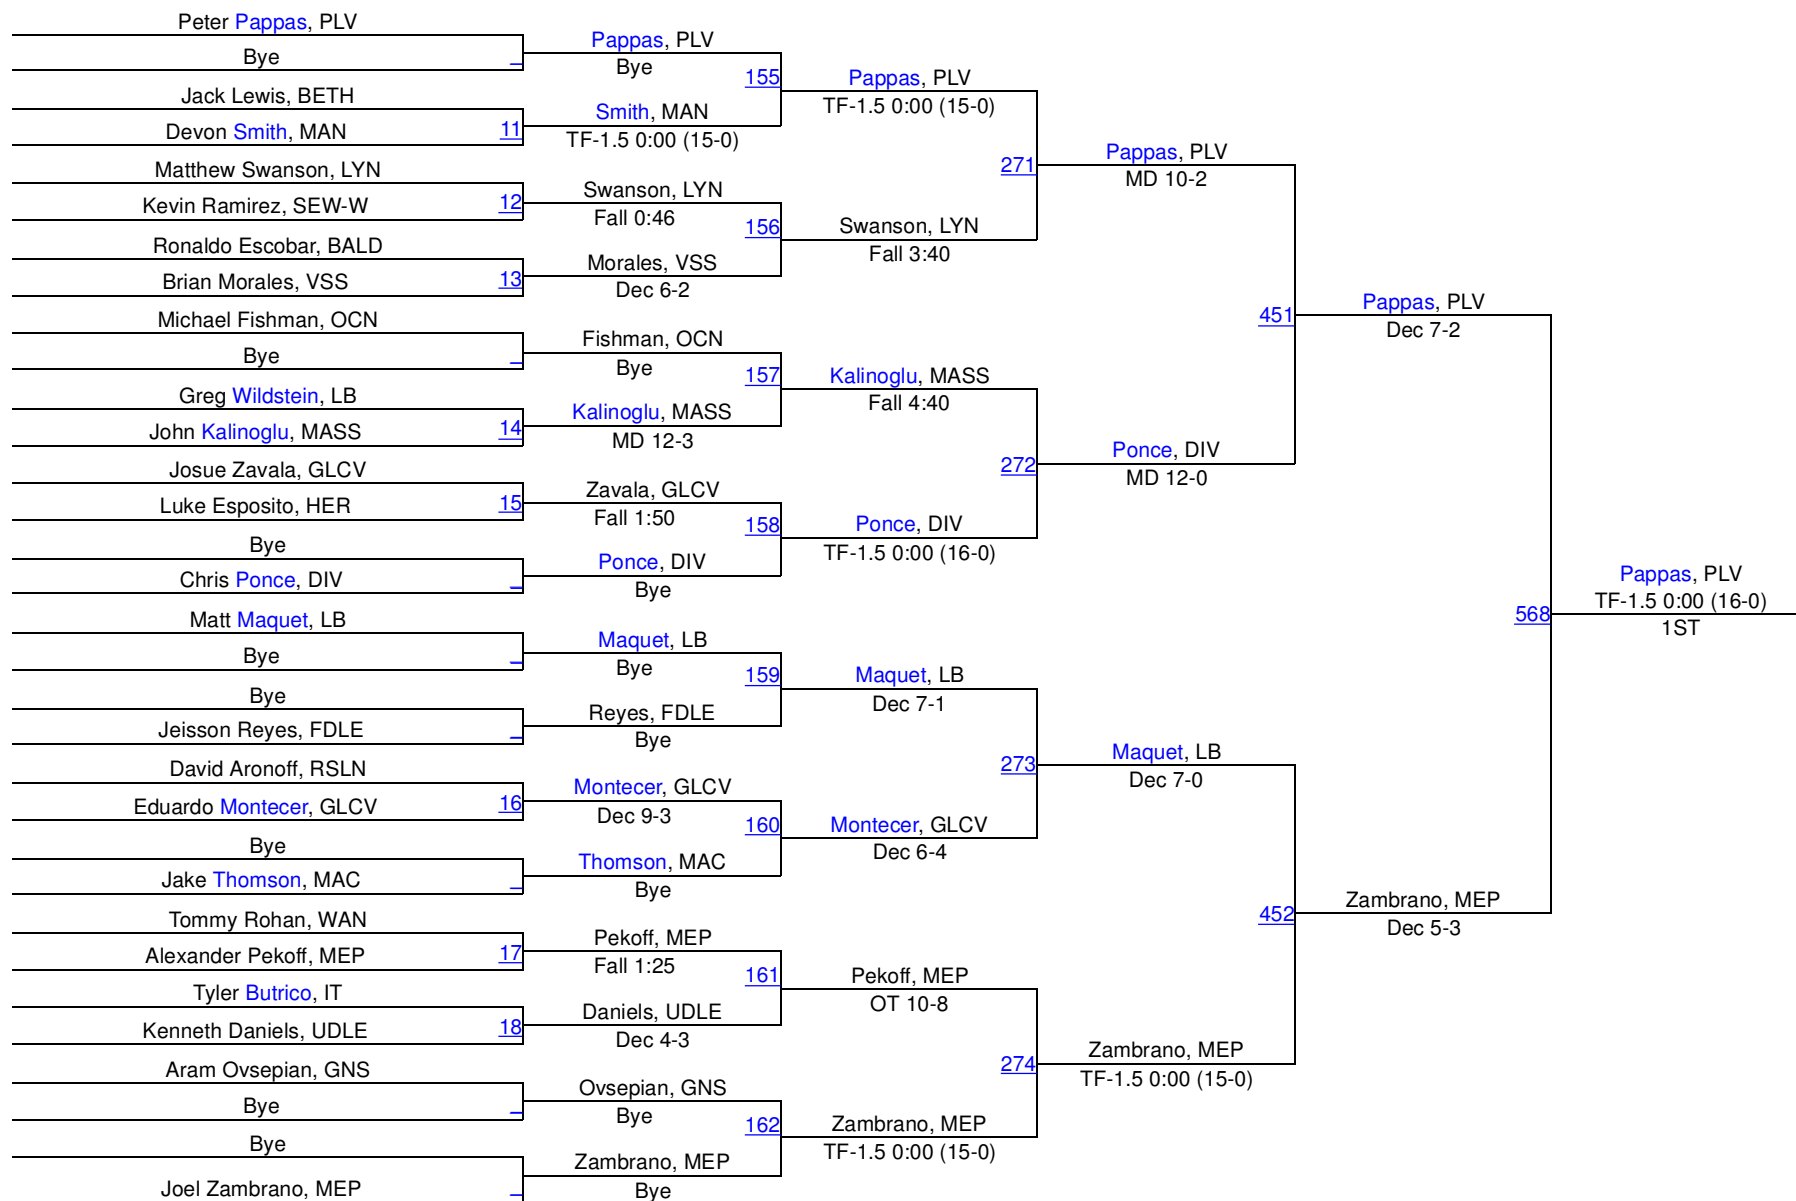 Peter Pappas, PLV
Bye
Jack Lewis, BETH
Devon Smith, MAN
11
Matthew Swanson, LYN
Kevin Ramirez, SEW-W
12
Ronaldo Escobar, BALD
Brian Morales, VSS
13
Michael Fishman, OCN
Bye
Greg Wildstein, LB
John Kalinoglu, MASS
14
Josue Zavala, GLCV
Luke Esposito, HER
15
Bye
Chris Ponce, DIV
Matt Maquet, LB
Bye
Bye
Jeisson Reyes, FDLE
David Aronoff, RSLN
Eduardo Montecer, GLCV
16
Bye
Jake Thomson, MAC
Tommy Rohan, WAN
Alexander Pekoff, MEP
17
Tyler Butrico, IT
Kenneth Daniels, UDLE
18
Aram Ovsepian, GNS
Bye
Bye
Joel Zambrano, MEP
Pappas, PLV
Bye
155
Smith, MAN
TF-1.5 0:00 (15-0)
Swanson, LYN
Fall 0:46
156
Morales, VSS
Dec 6-2
Fishman, OCN
Bye
157
Kalinoglu, MASS
MD 12-3
Zavala, GLCV
Fall 1:50
158
Ponce, DIV
Bye
Maquet, LB
Bye
159
Reyes, FDLE
Bye
Montecer, GLCV
Dec 9-3
160
Thomson, MAC
Bye
Pekoff, MEP
Fall 1:25
161
Daniels, UDLE
Dec 4-3
Ovsepian, GNS
Bye
162
Zambrano, MEP
Bye
Pappas, PLV
TF-1.5 0:00 (15-0)
271
Swanson, LYN
Fall 3:40
Kalinoglu, MASS
Fall 4:40
272
Ponce, DIV
TF-1.5 0:00 (16-0)
Maquet, LB
Dec 7-1
273
Montecer, GLCV
Dec 6-4
Pekoff, MEP
OT 10-8
274
Zambrano, MEP
TF-1.5 0:00 (15-0)
Pappas, PLV
MD 10-2
451
Ponce, DIV
MD 12-0
Maquet, LB
Dec 7-0
452
Zambrano, MEP
TF-1.5 0:00 (15-0)
Pappas, PLV
Dec 7-2
568
Zambrano, MEP
Dec 5-3
Pappas, PLV
TF-1.5 0:00 (16-0)
1ST